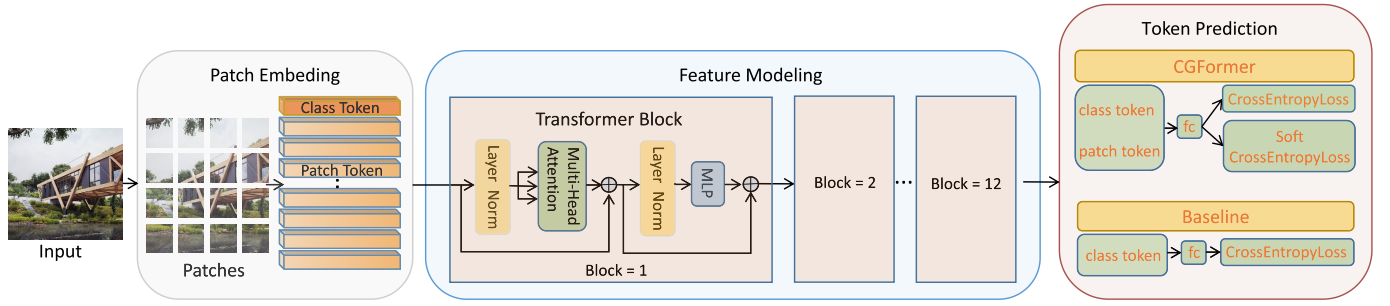 Input
Patch Embeding
Class Token
Patch Token
⋮
Patches
Feature Modeling
Transformer Block
Layer Norm
Multi-Head
Attention
Layer Norm
MLP
Block = 1
Block = 2
...
Block = 12
Token Prediction
CGFormer
class token
patch token
fc
CrossEntropyLoss
Soft
CrossEntropyLoss
Baseline
class token
fc
CrossEntropyLoss